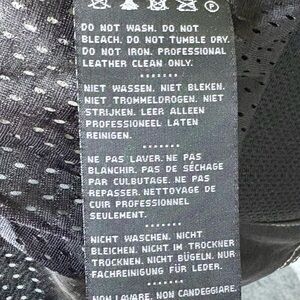 DO NOT WASH. DO NOT
BLEACH. DO NOT TUMBLE DRY.
DO NOT IRON. PROFESSIONAL
LEATHER CLEAN ONLY.
NIET WASSEN. NIET BLEKEN.
NIET TROMMELDROGEN. NIET
STRIJKEN. LEER ALLEEN
PROFESSIONEEL LATEN
REINIGEN.
NE PAS LAVER. NE PAS
BLANCHIR. PAS DE SÉCHAGE
PAR CULBUTAGE. NE PAS
REPASSER. NETTOYAGE DE
CUIR PROFESSIONNEL
SEULEMENT.
NICHT WASCHEN. NICHT
BLEICHEN. NICHT IM TROCKNER
TROCKNEN. NICHT BÜGELN. NUR
FACHREINIGUNG FÜR LEDER.
NON LAVARE. NON CANDEGGIARE.